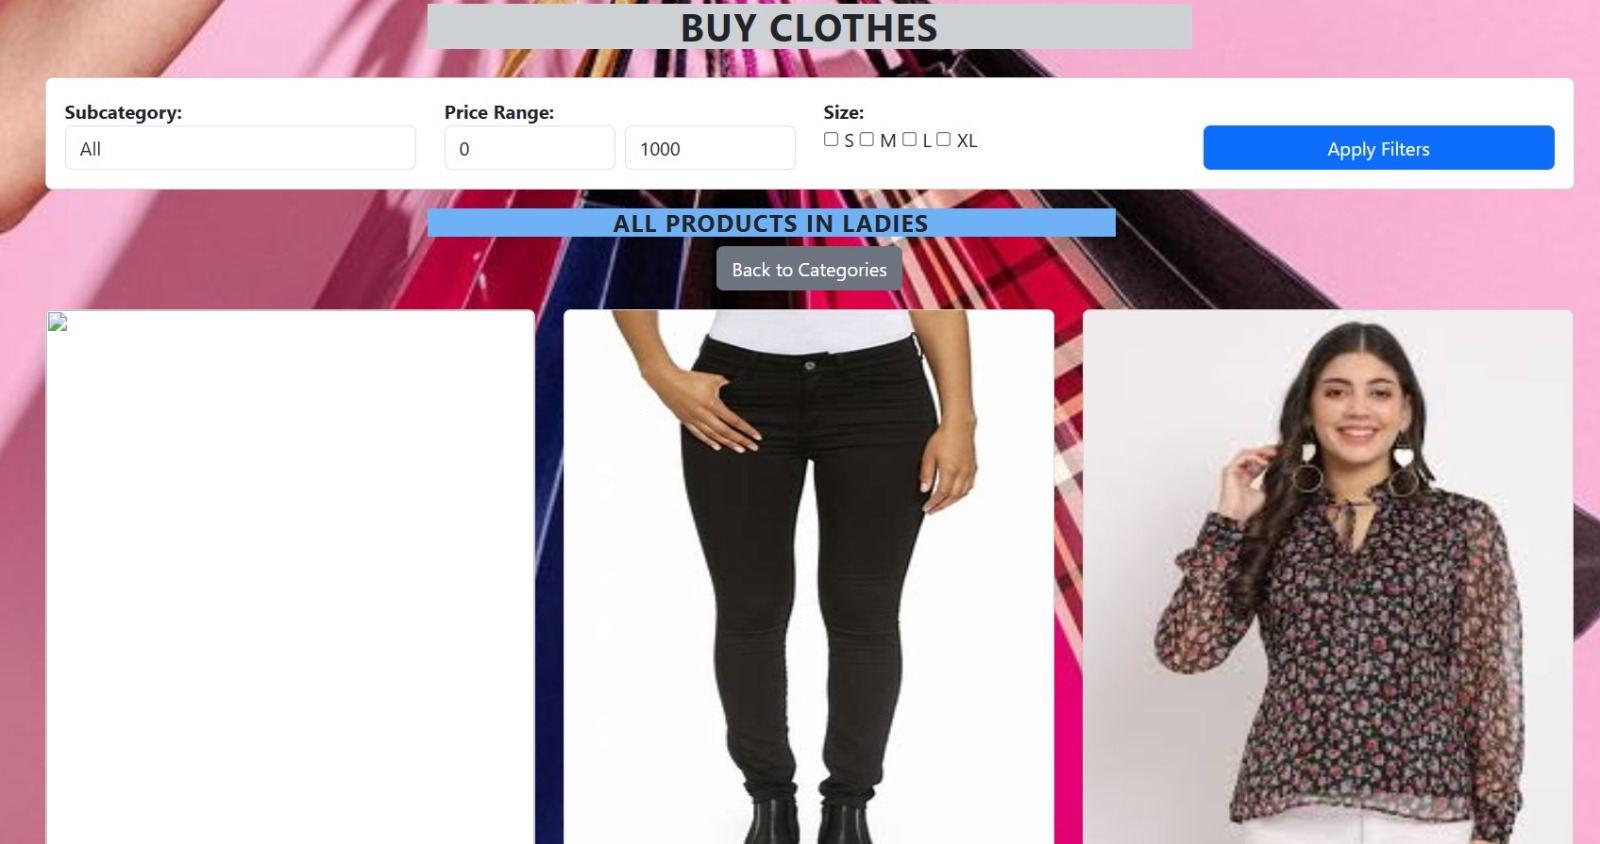 BUY CLOTHES
Subcategory:
All
Price Range:
0 1000
Size:
S M L XL
Apply Filters
ALL PRODUCTS IN LADIES
Back to Categories